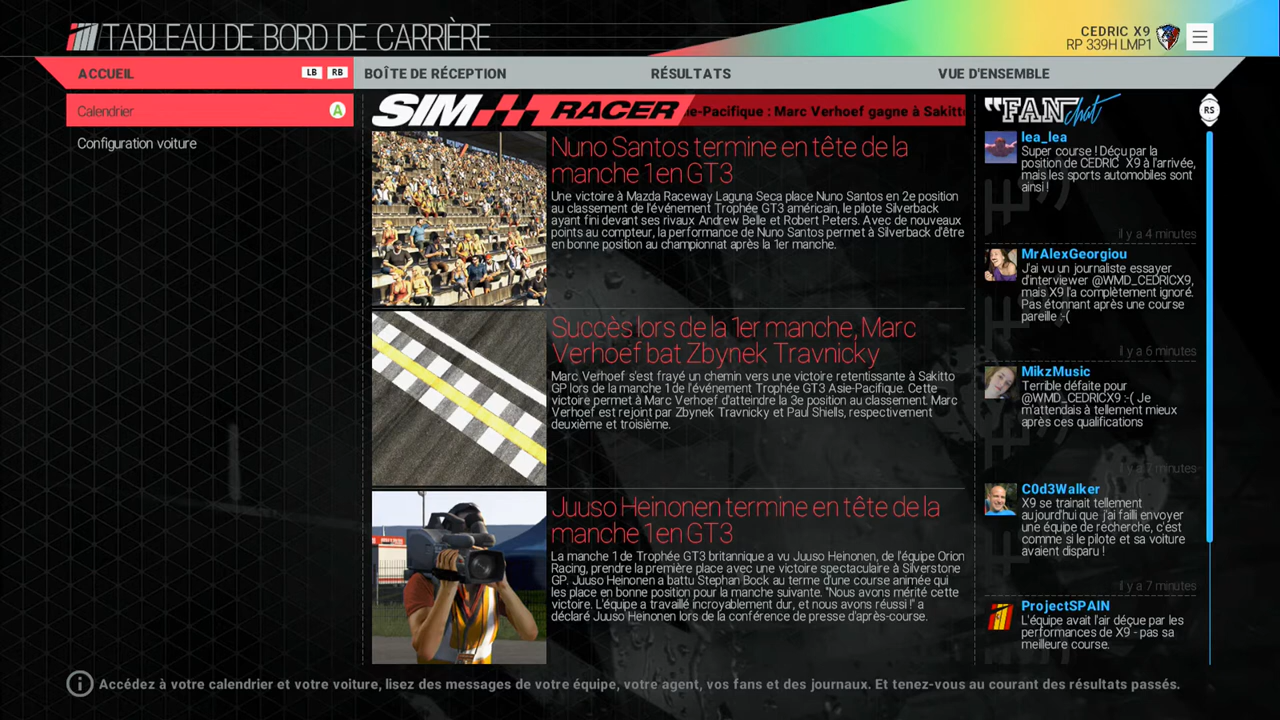 TABLEAU DE BORD DE CARRIÈRE
CEDRIC X9
RP 339H LMP1
ACCUEIL
LB RB
BOÎTE DE RÉCEPTION
RÉSULTATS
VUE D'ENSEMBLE
Calendrier
A
Configuration voiture
SIM RACER
ie-Pacifique : Marc Verhoef gagne à Sakitt
Nuno Santos termine en tête de la
manche 1 en GT3
Une victoire à Mazda Raceway Laguna Seca place Nuno Santos en 2e position
au classement de l'événement Trophée GT3 américain, le pilote Silverback
ayant fini devant ses rivaux Andrew Belle et Robert Peters. Avec de nouveaux
points au compteur, la performance de Nuno Santos permet à Silverback d'être
en bonne position au championnat après la 1er manche.
Succès lors de la 1er manche, Marc
Verhoef bat Zbynek Travnicky
Marc Verhoef s'est frayé un chemin vers une victoire retentissante à Sakitto
GP lors de la manche 1 de l'événement Trophée GT3 Asie-Pacifique. Cette
victoire permet à Marc Verhoef d'atteindre la 3e position au classement. Marc
Verhoef est rejoint par Zbynek Travnicky et Paul Shiells, respectivement
deuxième et troisième.
Juuso Heinonen termine en tête de la
manche 1 en GT3
La manche 1 de Trophée GT3 britannique a vu Juuso Heinonen, de l'équipe Orion
Racing, prendre la première place avec une victoire spectaculaire à Silverstone
GP. Juuso Heinonen a battu Stephan Bock au terme d'une course animée qui
les place en bonne position pour la manche suivante. "Nous avons mérité cette
victoire. L'équipe a travaillé incroyablement dur, et nous avons réussi !" a
déclaré Juuso Heinonen lors de la conférence de presse d'après-course.
"FAN chat
RS
lea_lea
Super course ! Déçu par la
position de CEDRIC X9 à l'arrivée,
mais les sports automobiles sont
ainsi !
il y a 4 minutes
MrAlexGeorgiou
J'ai vu un journaliste essayer
d'interviewer @WMD_CEDRICX9,
mais X9 l'a complètement ignoré.
Pas étonnant après une course
pareille :-(
il y a 6 minutes
MikzMusic
Terrible défaite pour
@WMD_CEDRICX9 :-( Je
m'attendais à tellement mieux
après ces qualifications
il y a 7 minutes
C0d3Walker
X9 se trainait tellement
aujourd'hui que j'ai failli envoyer
une équipe de recherche, c'est
comme si le pilote et sa voiture
avaient disparu !
il y a 7 minutes
ProjectSPAIN
L'équipe avait l'air déçue par les
performances de X9 - pas sa
meilleure course.
Accédez à votre calendrier et votre voiture, lisez des messages de votre équipe, votre agent, vos fans et des journaux. Et tenez-vous au courant des résultats passés.